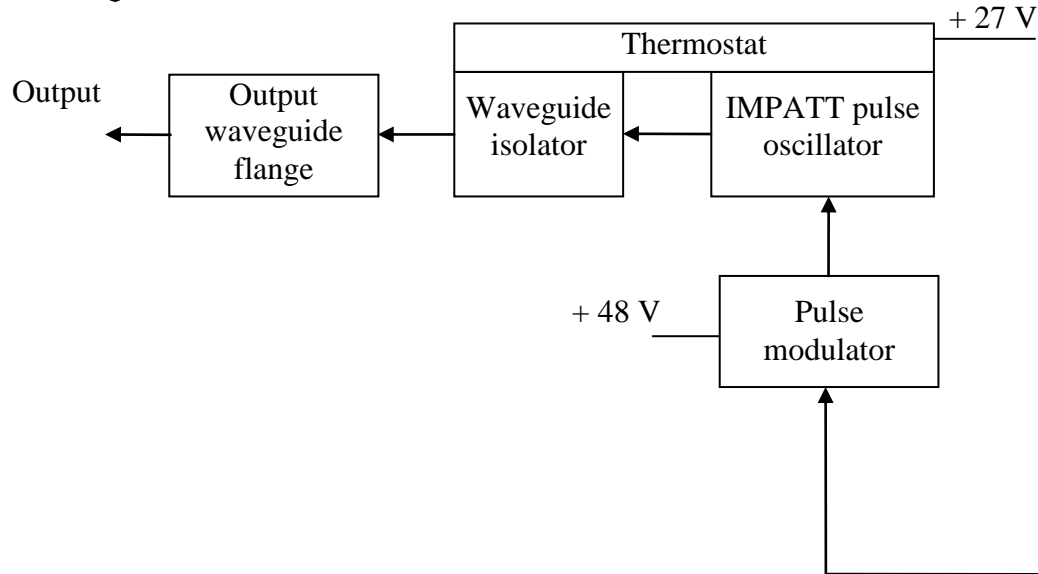 + 27 V
Thermostat
Output
Output
waveguide
flange
Waveguide
isolator
IMPATT pulse
oscillator
+ 48 V
Pulse
modulator